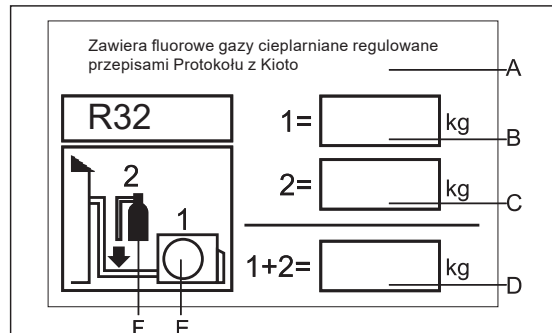 Zawiera fluorowe gazy cieplarniane regulowane
przepisami Protokołu z Kioto
A
R32
1=
kg
B
2
1
2=
kg
C
1+2=
kg
D
F
E